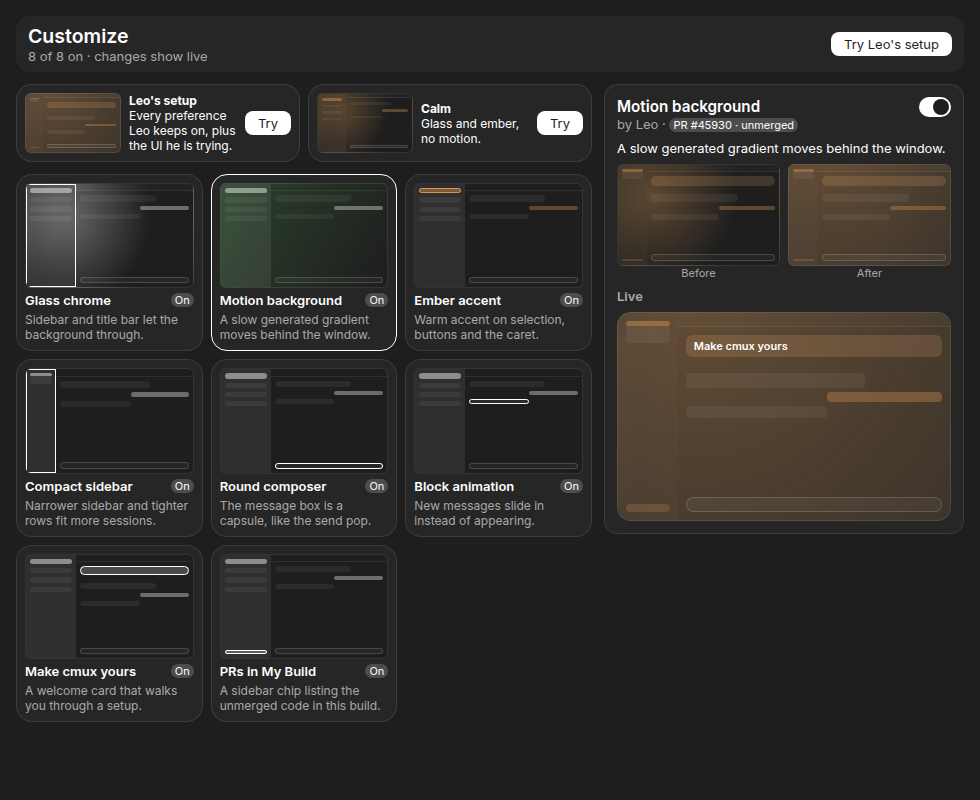 Customize
8 of 8 on · changes show live
Try Leo's setup
Leo's setup
Every preference
Leo keeps on, plus
the UI he is trying.
Try
Calm
Glass and ember,
no motion.
Try
Glass chrome
On
Sidebar and title bar let the
background through.
Motion background
On
A slow generated gradient
moves behind the window.
Ember accent
On
Warm accent on selection,
buttons and the caret.
Compact sidebar
On
Narrower sidebar and tighter
rows fit more sessions.
Round composer
On
The message box is a
capsule, like the send pop.
Block animation
On
New messages slide in
instead of appearing.
Make cmux yours
On
A welcome card that walks
you through a setup.
PRs in My Build
On
A sidebar chip listing the
unmerged code in this build.
Motion background
by Leo · PR #45930 · unmerged
A slow generated gradient moves behind the window.
Before
After
Live
Make cmux yours